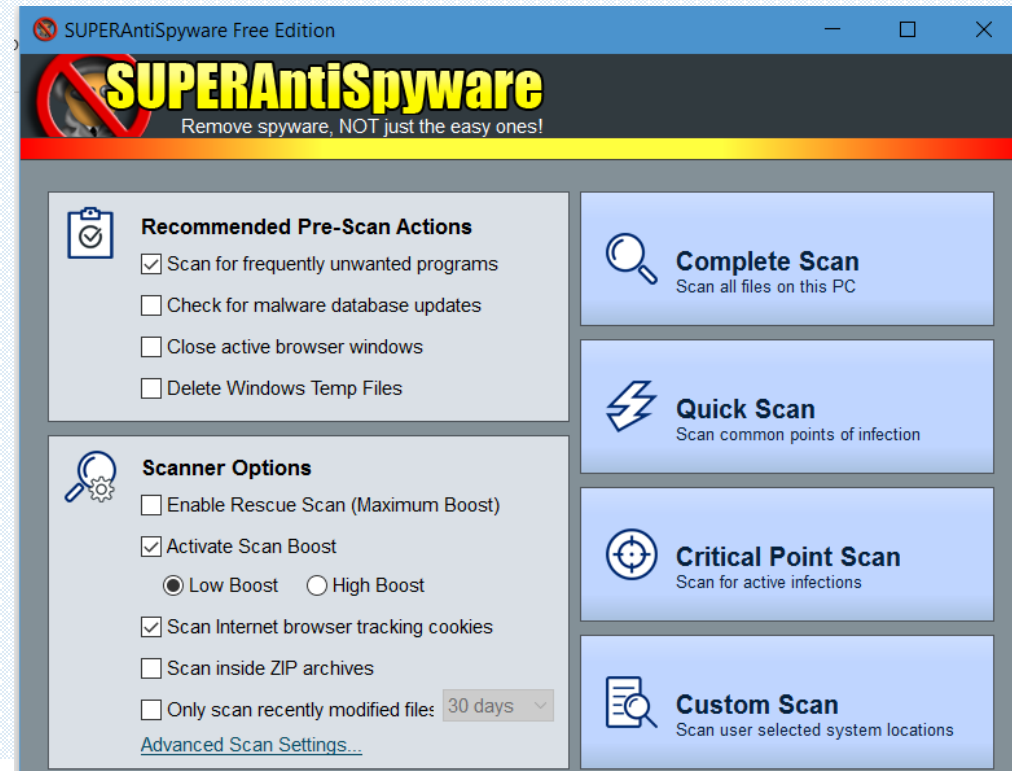 SUPERAntiSpyware Free Edition
SUPERAntiSpyware
Remove spyware, NOT just the easy ones!
Recommended Pre-Scan Actions
Scan for frequently unwanted programs
Check for malware database updates
Close active browser windows
Delete Windows Temp Files
Scanner Options
Enable Rescue Scan (Maximum Boost)
Activate Scan Boost
Low Boost High Boost
Scan Internet browser tracking cookies
Scan inside ZIP archives
Only scan recently modified files 30 days
Advanced Scan Settings...
Complete Scan
Scan all files on this PC
Quick Scan
Scan common points of infection
Critical Point Scan
Scan for active infections
Custom Scan
Scan user selected system locations